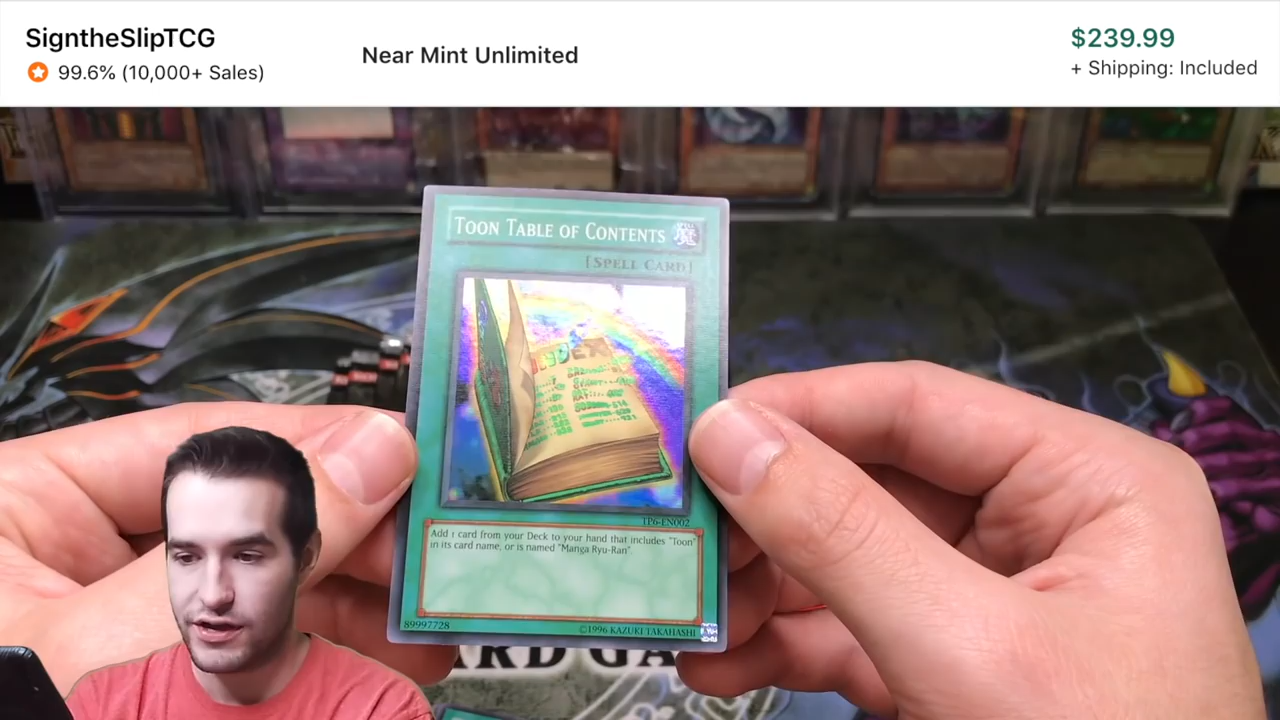 SigntheSlipTCG
99.6% (10,000+ Sales)
Near Mint Unlimited
$239.99
+ Shipping: Included
TOON TABLE OF CONTENTS
[SPELL CARD]
TP6-EN002
Add 1 card from your Deck to your hand that includes "Toon"
in its card name, or is named "Manga Ryu-Ran".
89997728
©1996 KAZUKI TAKAHASHI